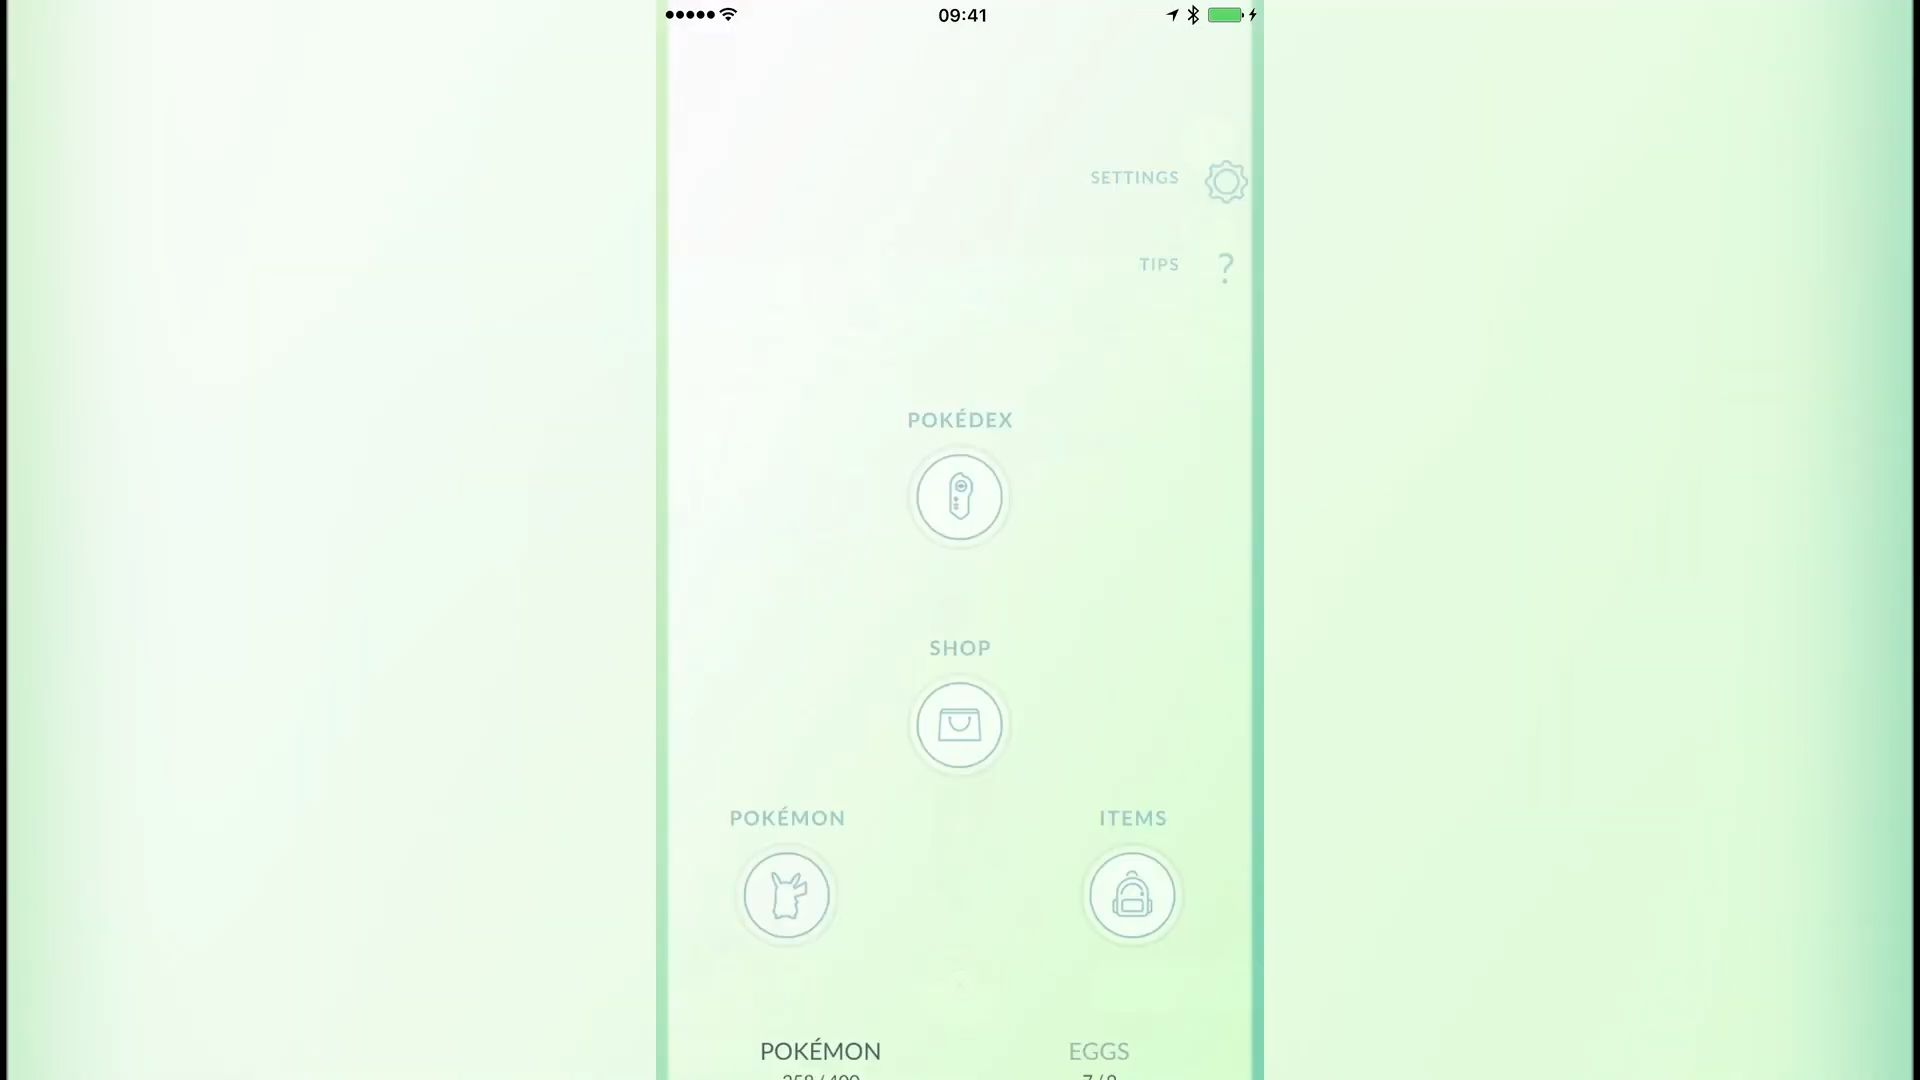 09:41
SETTINGS
TIPS
?
POKÉDEX
SHOP
POKÉMON ITEMS
POKÉMON EGGS